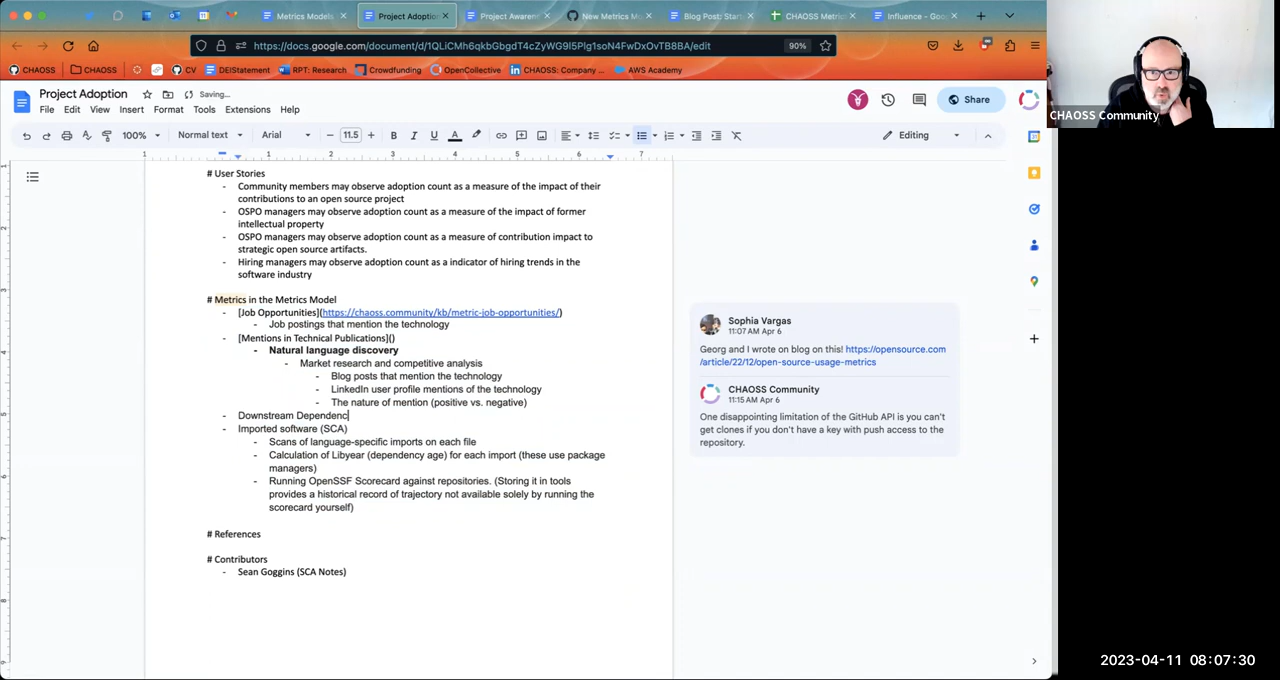 Metrics Models
Project Adoption
Project Awaren
New Metrics M
Blog Post: Star
CHAOSS Metric
Influence - Goo
https://docs.google.com/document/d/1QLiCMh6qkbGbgdT4cZyWG9l5Plg1soN4FwDxOvTB8BA/edit
90%
CHAOSS
CHAOSS
CV
DEIStatement
RPT: Research
Crowdfunding
OpenCollective
CHAOSS: Company ...
AWS Academy
Project Adoption
Saving...
File Edit View Insert Format Tools Extensions Help
Share
100%
Normal text
Arial
11.5
Editing
# User Stories
- Community members may observe adoption count as a measure of the impact of their
contributions to an open source project
- OSPO managers may observe adoption count as a measure of the impact of former
intellectual property
- OSPO managers may observe adoption count as a measure of contribution impact to
strategic open source artifacts.
- Hiring managers may observe adoption count as a indicator of hiring trends in the
software industry
# Metrics in the Metrics Model
- [Job Opportunities](https://chaoss.community/kb/metric-job-opportunities/)
- Job postings that mention the technology
- [Mentions in Technical Publications]()
- Natural language discovery
- Market research and competitive analysis
- Blog posts that mention the technology
- LinkedIn user profile mentions of the technology
- The nature of mention (positive vs. negative)
- Downstream Dependenc
- Imported software (SCA)
- Scans of language-specific imports on each file
- Calculation of Libyear (dependency age) for each import (these use package
managers)
- Running OpenSSF Scorecard against repositories. (Storing it in tools
provides a historical record of trajectory not available solely by running the
scorecard yourself)
# References
# Contributors
- Sean Goggins (SCA Notes)
Sophia Vargas
11:07 AM Apr 6
Georg and I wrote on blog on this! https://opensource.com
/article/22/12/open-source-usage-metrics
CHAOSS Community
11:15 AM Apr 6
One disappointing limitation of the GitHub API is you can't
get clones if you don't have a key with push access to the
repository.
CHAOSS Community
2023-04-11 08:07:30